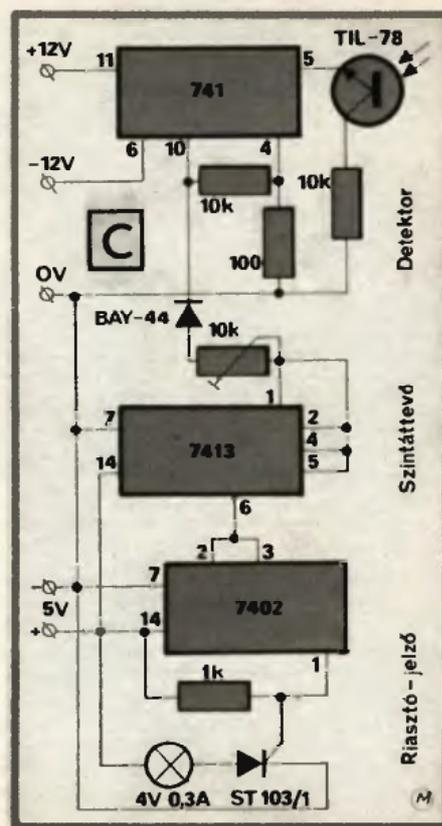 TIL-78
+12V
11
741
5
-12V
6
10
4
10k
10k
100
C
Detektor
0V
BAY-44
10k
1
7
7413
2
4
5
14
6
Szintáttevő
2
3
-
7
5V
7402
+
14
1
1k
Riasztó-jelző
4V 0,3A
ST 103/1
M